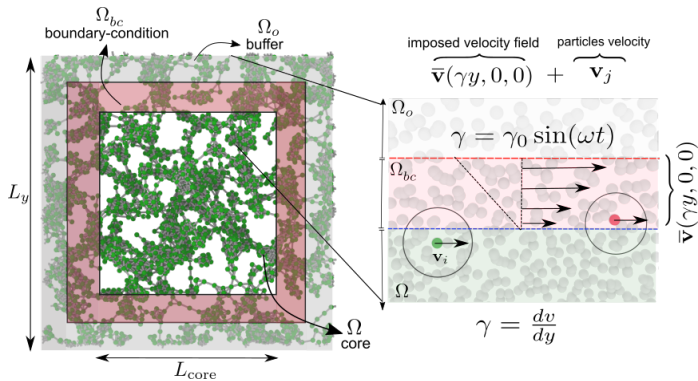 Ω_bc
boundary-condition
Ω_o
buffer
L_y
L_core
Ω
core
imposed velocity field
particles velocity
v̄(γy, 0, 0) + v_j
Ω_o
γ = γ_0 sin(ωt)
Ω_bc
v̄(γy, 0, 0)
v_i
Ω
γ = dv/dy